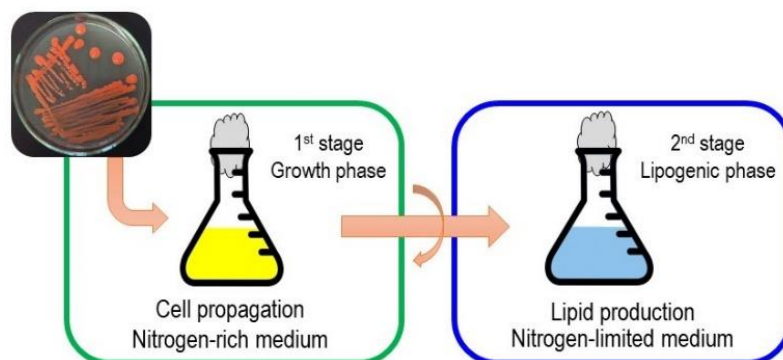 1st stage
Growth phase
Cell propagation
Nitrogen-rich medium
2nd stage
Lipogenic phase
Lipid production
Nitrogen-limited medium